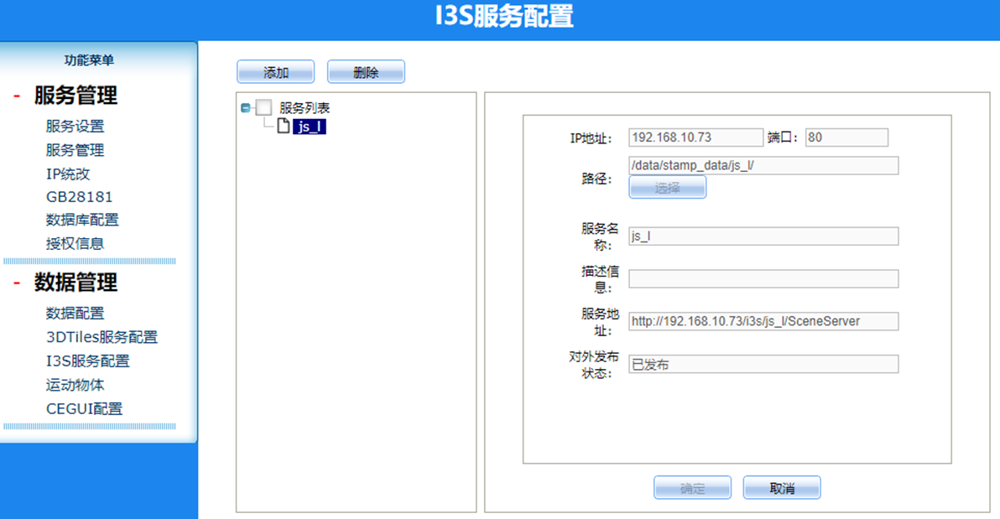 I3S服务配置
功能菜单
- 服务管理
服务设置
服务管理
IP统改
GB28181
数据库配置
授权信息
- 数据管理
数据配置
3DTiles服务配置
I3S服务配置
运动物体
CEGUI配置
添加 删除
服务列表
js_l
IP地址: 192.168.10.73 端口: 80
路径: /data/stamp_data/js_l/
选择
服务名
称: js_l
描述信
息:
服务地
址: http://192.168.10.73/i3s/js_l/SceneServer
对外发布
状态: 已发布
确定 取消